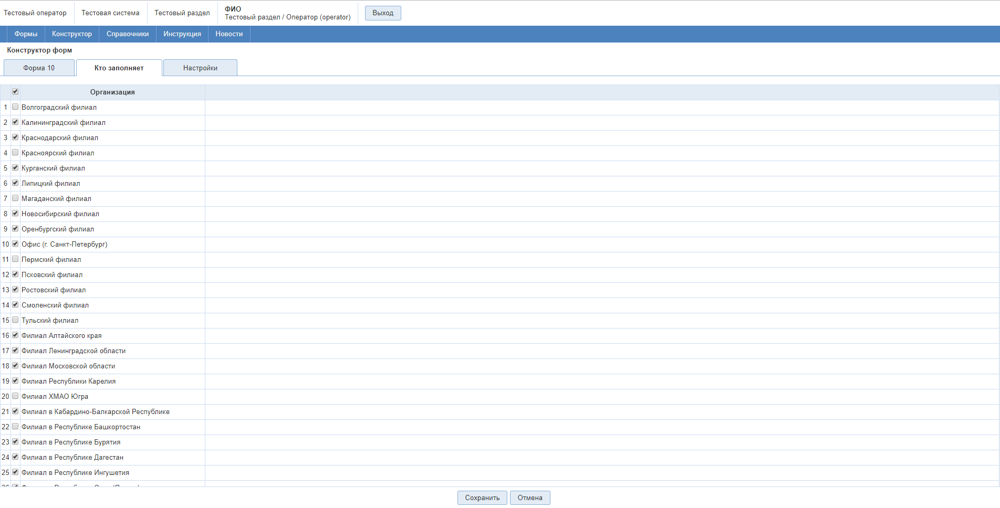 Тестовый оператор
Тестовая система
Тестовый раздел
ФИО
Тестовый раздел / Оператор (operator)
Выход
Формы
Конструктор
Справочники
Инструкция
Новости
Конструктор форм
Форма 10
Кто заполняет
Настройки
Организация
1 Волгоградский филиал
2 Калининградский филиал
3 Краснодарский филиал
4 Красноярский филиал
5 Курганский филиал
6 Липицкий филиал
7 Магаданский филиал
8 Новосибирский филиал
9 Оренбургский филиал
10 Офис (г. Санкт-Петербург)
11 Пермский филиал
12 Псковский филиал
13 Ростовский филиал
14 Смоленский филиал
15 Тульский филиал
16 Филиал Алтайского края
17 Филиал Ленинградской области
18 Филиал Московской области
19 Филиал Республики Карелия
20 Филиал ХМАО Югра
21 Филиал в Кабардино-Балкарской Республике
22 Филиал в Республике Башкортостан
23 Филиал в Республике Бурятия
24 Филиал в Республике Дагестан
25 Филиал в Республике Ингушетия
Сохранить
Отмена